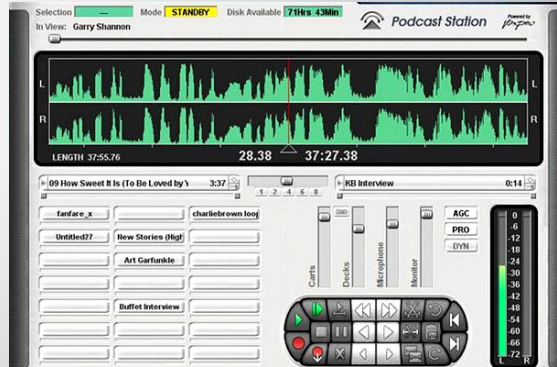 Selection --- Mode STANDBY Disk Available 71Hrs 43Min
In View: Garry Shannon
Podcast Station
Powered by
L L
R R
LENGTH 37:55.76 28.38 37:27.38
09 How Sweet It Is (To Be Loved by Y 3:37
1 2 4 6 8
KB Interview 0:14
fanfare_x charliebrown loop
Untitled27 New Stories (High
Art Garfunkle
Buffet Interview
Carts
Decks
Microphone
Monitor
AGC
PRO
DYN
0
-6
-12
-18
-24
-30
-36
-42
-48
-54
-60
-66
-72
L R